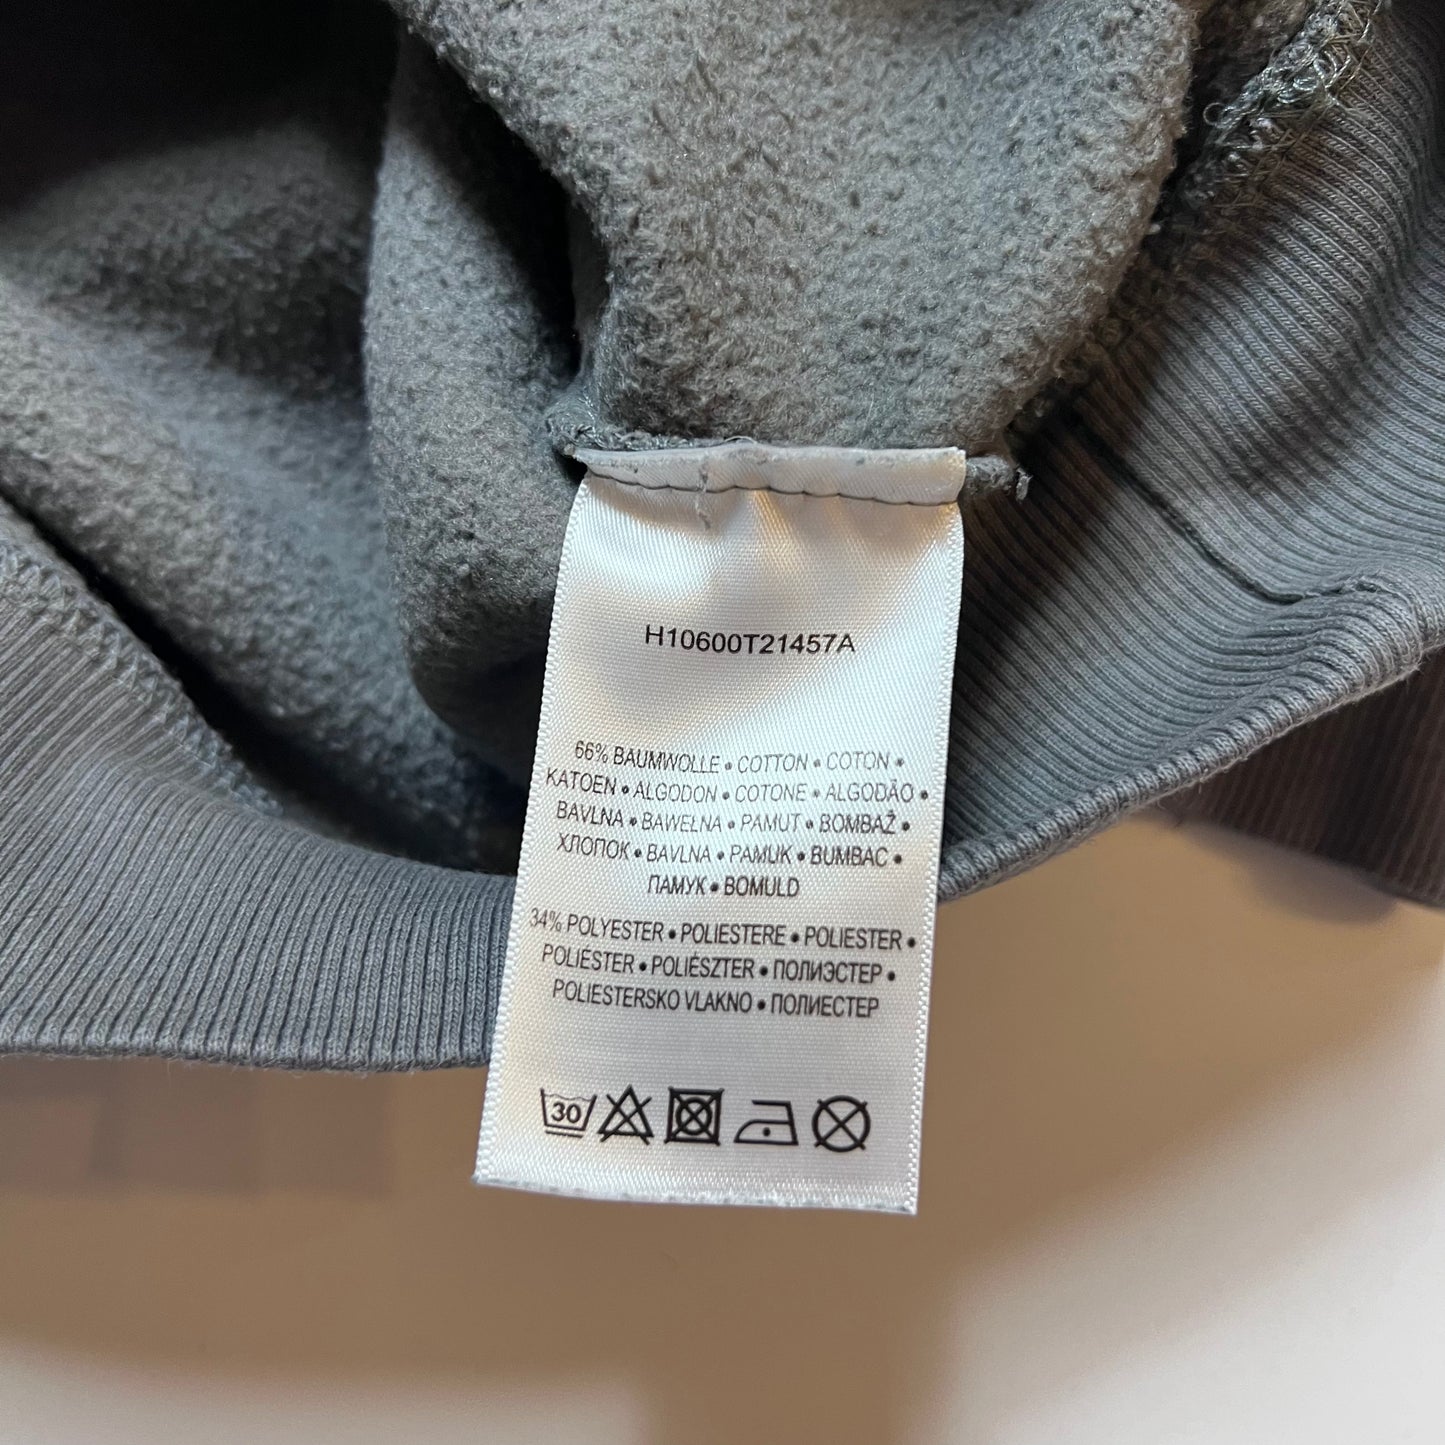 H10600T21457A
66% BAUMWOLLE • COTTON • COTON •
KATOEN • ALGODON • COTONE • ALGODÃO •
BAVLNA • BAWEŁNA • PAMUT • BOMBAŽ •
ХЛОПОК • BAVLNA • PAMUK • BUMBAC •
ПАМУК • BOMULD
34% POLYESTER • POLIESTERE • POLIESTER •
POLIÉSTER • POLIÉSZTER • ПОЛИЭСТЕР •
POLIESTERSKO VLAKNO • ПОЛИЕСТЕР
30